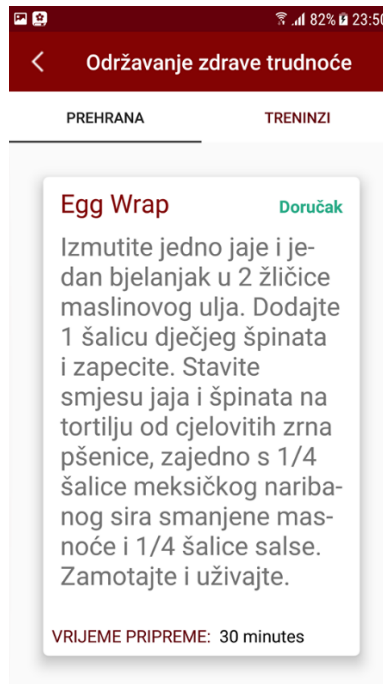 82% 23:50
Održavanje zdrave trudnoće
PREHRANA TRENINZI
Egg Wrap Doručak
Izmutite jedno jaje i je-
dan bjelanjak u 2 žličice
maslinovog ulja. Dodajte
1 šalicu dječjeg špinata
i zapecite. Stavite
smjesu jaja i špinata na
tortilju od cjelovitih zrna
pšenice, zajedno s 1/4
šalice meksičkog nariba-
nog sira smanjene mas-
noće i 1/4 šalice salse.
Zamotajte i uživajte.
VRIJEME PRIPREME: 30 minutes